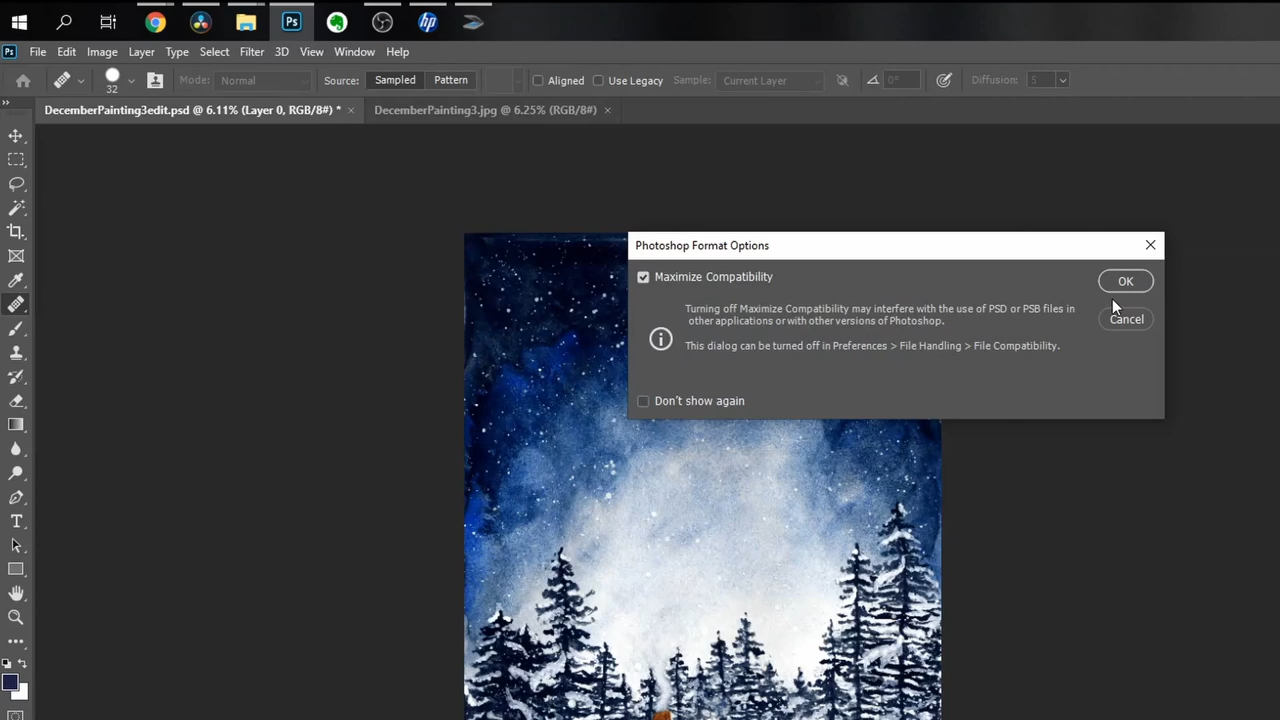 Ps
hp
Ps File Edit Image Layer Type Select Filter 3D View Window Help
32 Mode: Normal Source: Sampled Pattern Aligned Use Legacy Sample: Current Layer 0° Diffusion: 5
DecemberPainting3edit.psd @ 6.11% (Layer 0, RGB/8#) * × DecemberPainting3.jpg @ 6.25% (RGB/8#) ×
Photoshop Format Options
Maximize Compatibility
OK
Turning off Maximize Compatibility may interfere with the use of PSD or PSB files in
other applications or with other versions of Photoshop.
Cancel
This dialog can be turned off in Preferences > File Handling > File Compatibility.
Don't show again
T